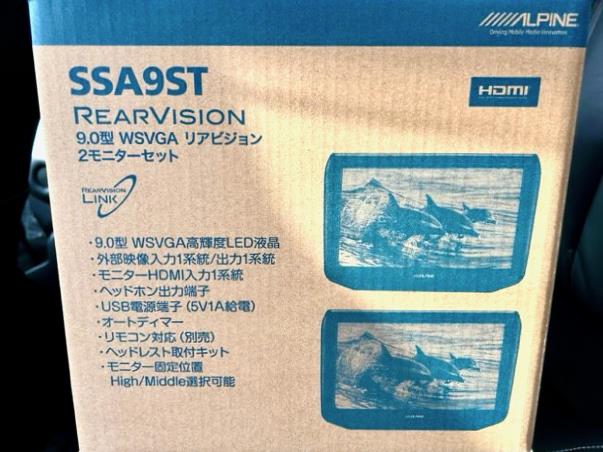 ALPINE
Driving Mobile Media Innovation
SSA9ST
HDMI
REARVISION
9.0型 WSVGA リアビジョン
2モニターセット
REARVISION
LINK
・9.0型 WSVGA高輝度LED液晶
・外部映像入力1系統/出力1系統
・モニターHDMI入力1系統
・ヘッドホン出力端子
・USB電源端子（5V1A給電）
・オートディマー
・リモコン対応（別売）
・ヘッドレスト取付キット
・モニター固定位置
High/Middle選択可能
ALPINE
ALPINE